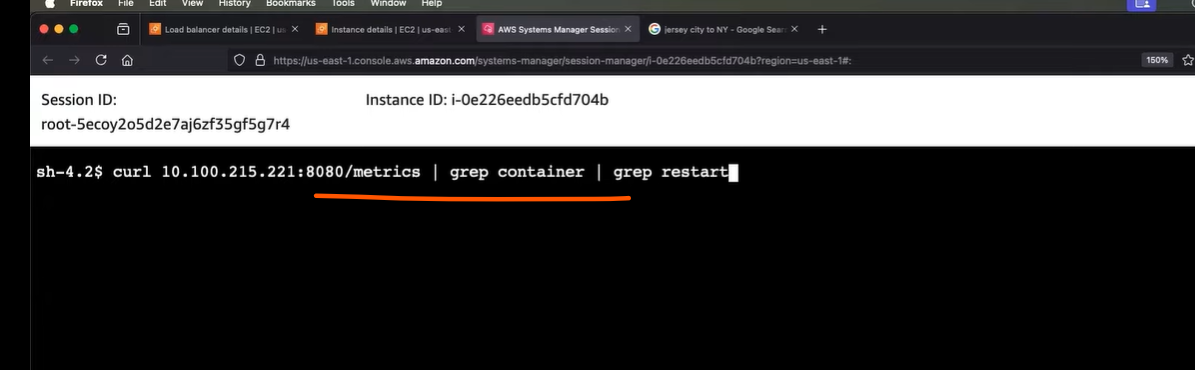 Firefox File Edit View History Bookmarks Tools Window Help
Load balancer details | EC2 | us Instance details | EC2 | us-east AWS Systems Manager Session jersey city to NY - Google Sear
https://us-east-1.console.aws.amazon.com/systems-manager/session-manager/i-0e226eedb5cfd704b?region=us-east-1#: 150%
Session ID: Instance ID: i-0e226eedb5cfd704b
root-5ecoy2o5d2e7aj6zf35gf5g7r4
sh-4.2$ curl 10.100.215.221:8080/metrics | grep container | grep restart